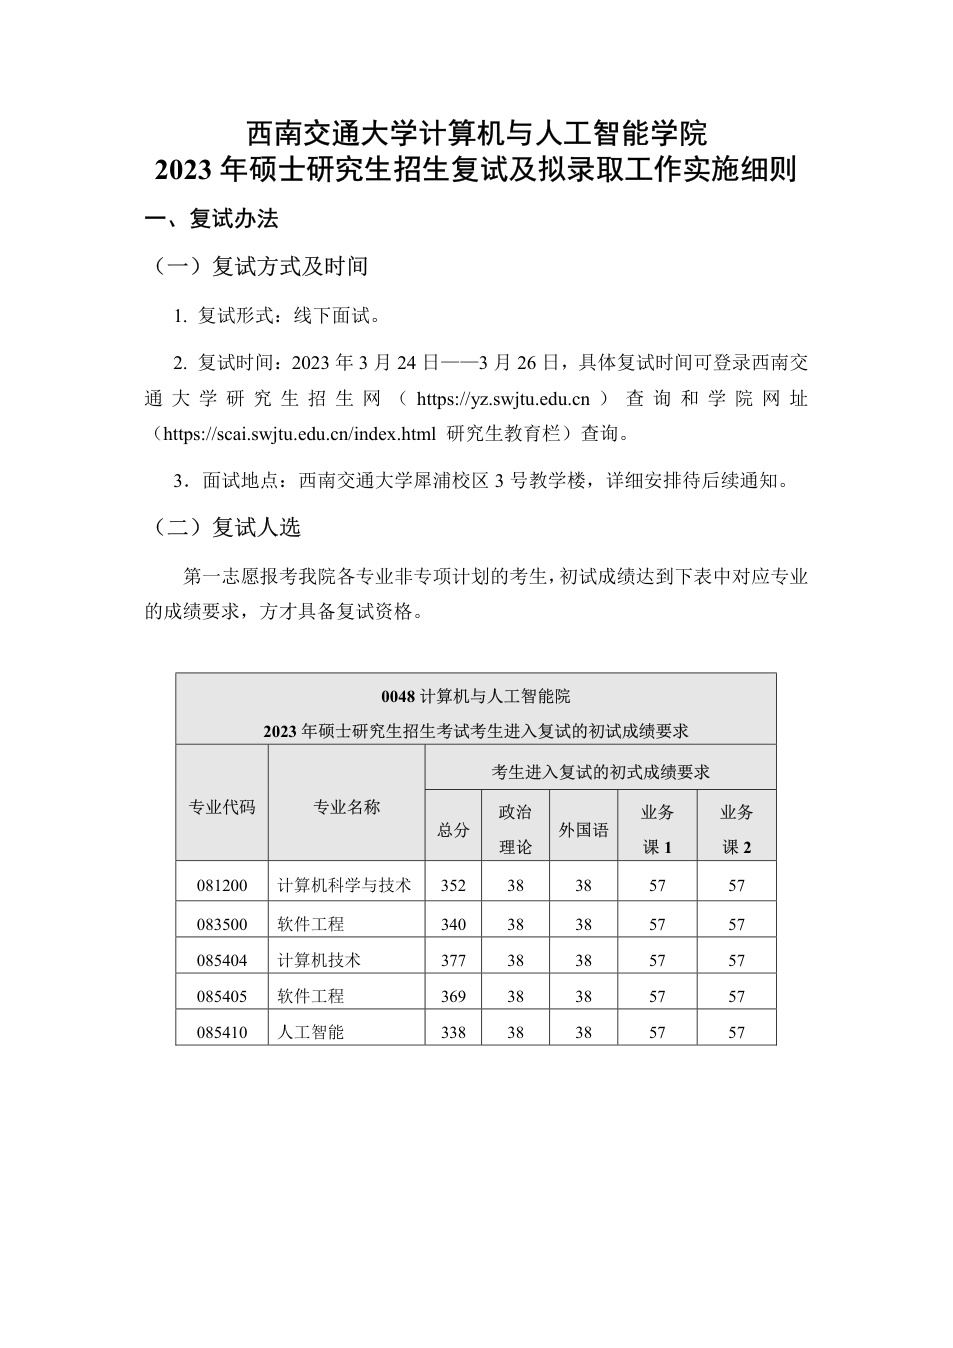 西南交通大学计算机与人工智能学院
2023 年硕士研究生招生复试及拟录取工作实施细则
一、复试办法
（一）复试方式及时间
1. 复试形式：线下面试。
2. 复试时间：2023 年 3 月 24 日——3 月 26 日，具体复试时间可登录西南交
通大学研究生招生网（https://yz.swjtu.edu.cn）查询和学院网址
（https://scai.swjtu.edu.cn/index.html 研究生教育栏）查询。
3．面试地点：西南交通大学犀浦校区 3 号教学楼，详细安排待后续通知。
（二）复试人选
第一志愿报考我院各专业非专项计划的考生，初试成绩达到下表中对应专业
的成绩要求，方才具备复试资格。
0048 计算机与人工智能院
2023 年硕士研究生招生考试考生进入复试的初试成绩要求
专业代码 专业名称 考生进入复试的初式成绩要求
总分 政治理论 外国语 业务课 1 业务课 2
081200 计算机科学与技术 352 38 38 57 57
083500 软件工程 340 38 38 57 57
085404 计算机技术 377 38 38 57 57
085405 软件工程 369 38 38 57 57
085410 人工智能 338 38 38 57 57